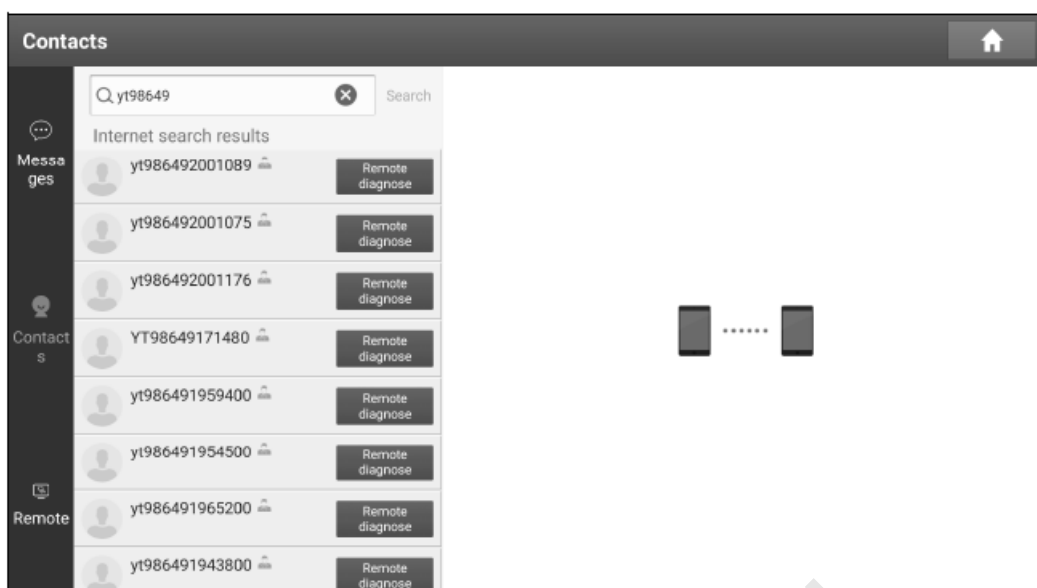 Contacts
yt98649
Search
Internet search results
Messa
ges
Contact
s
Remote
yt986492001089
Remote
diagnose
yt986492001075
Remote
diagnose
yt986492001176
Remote
diagnose
YT98649171480
Remote
diagnose
yt986491959400
Remote
diagnose
yt986491954500
Remote
diagnose
yt986491965200
Remote
diagnose
yt986491943800
Remote
diagnose